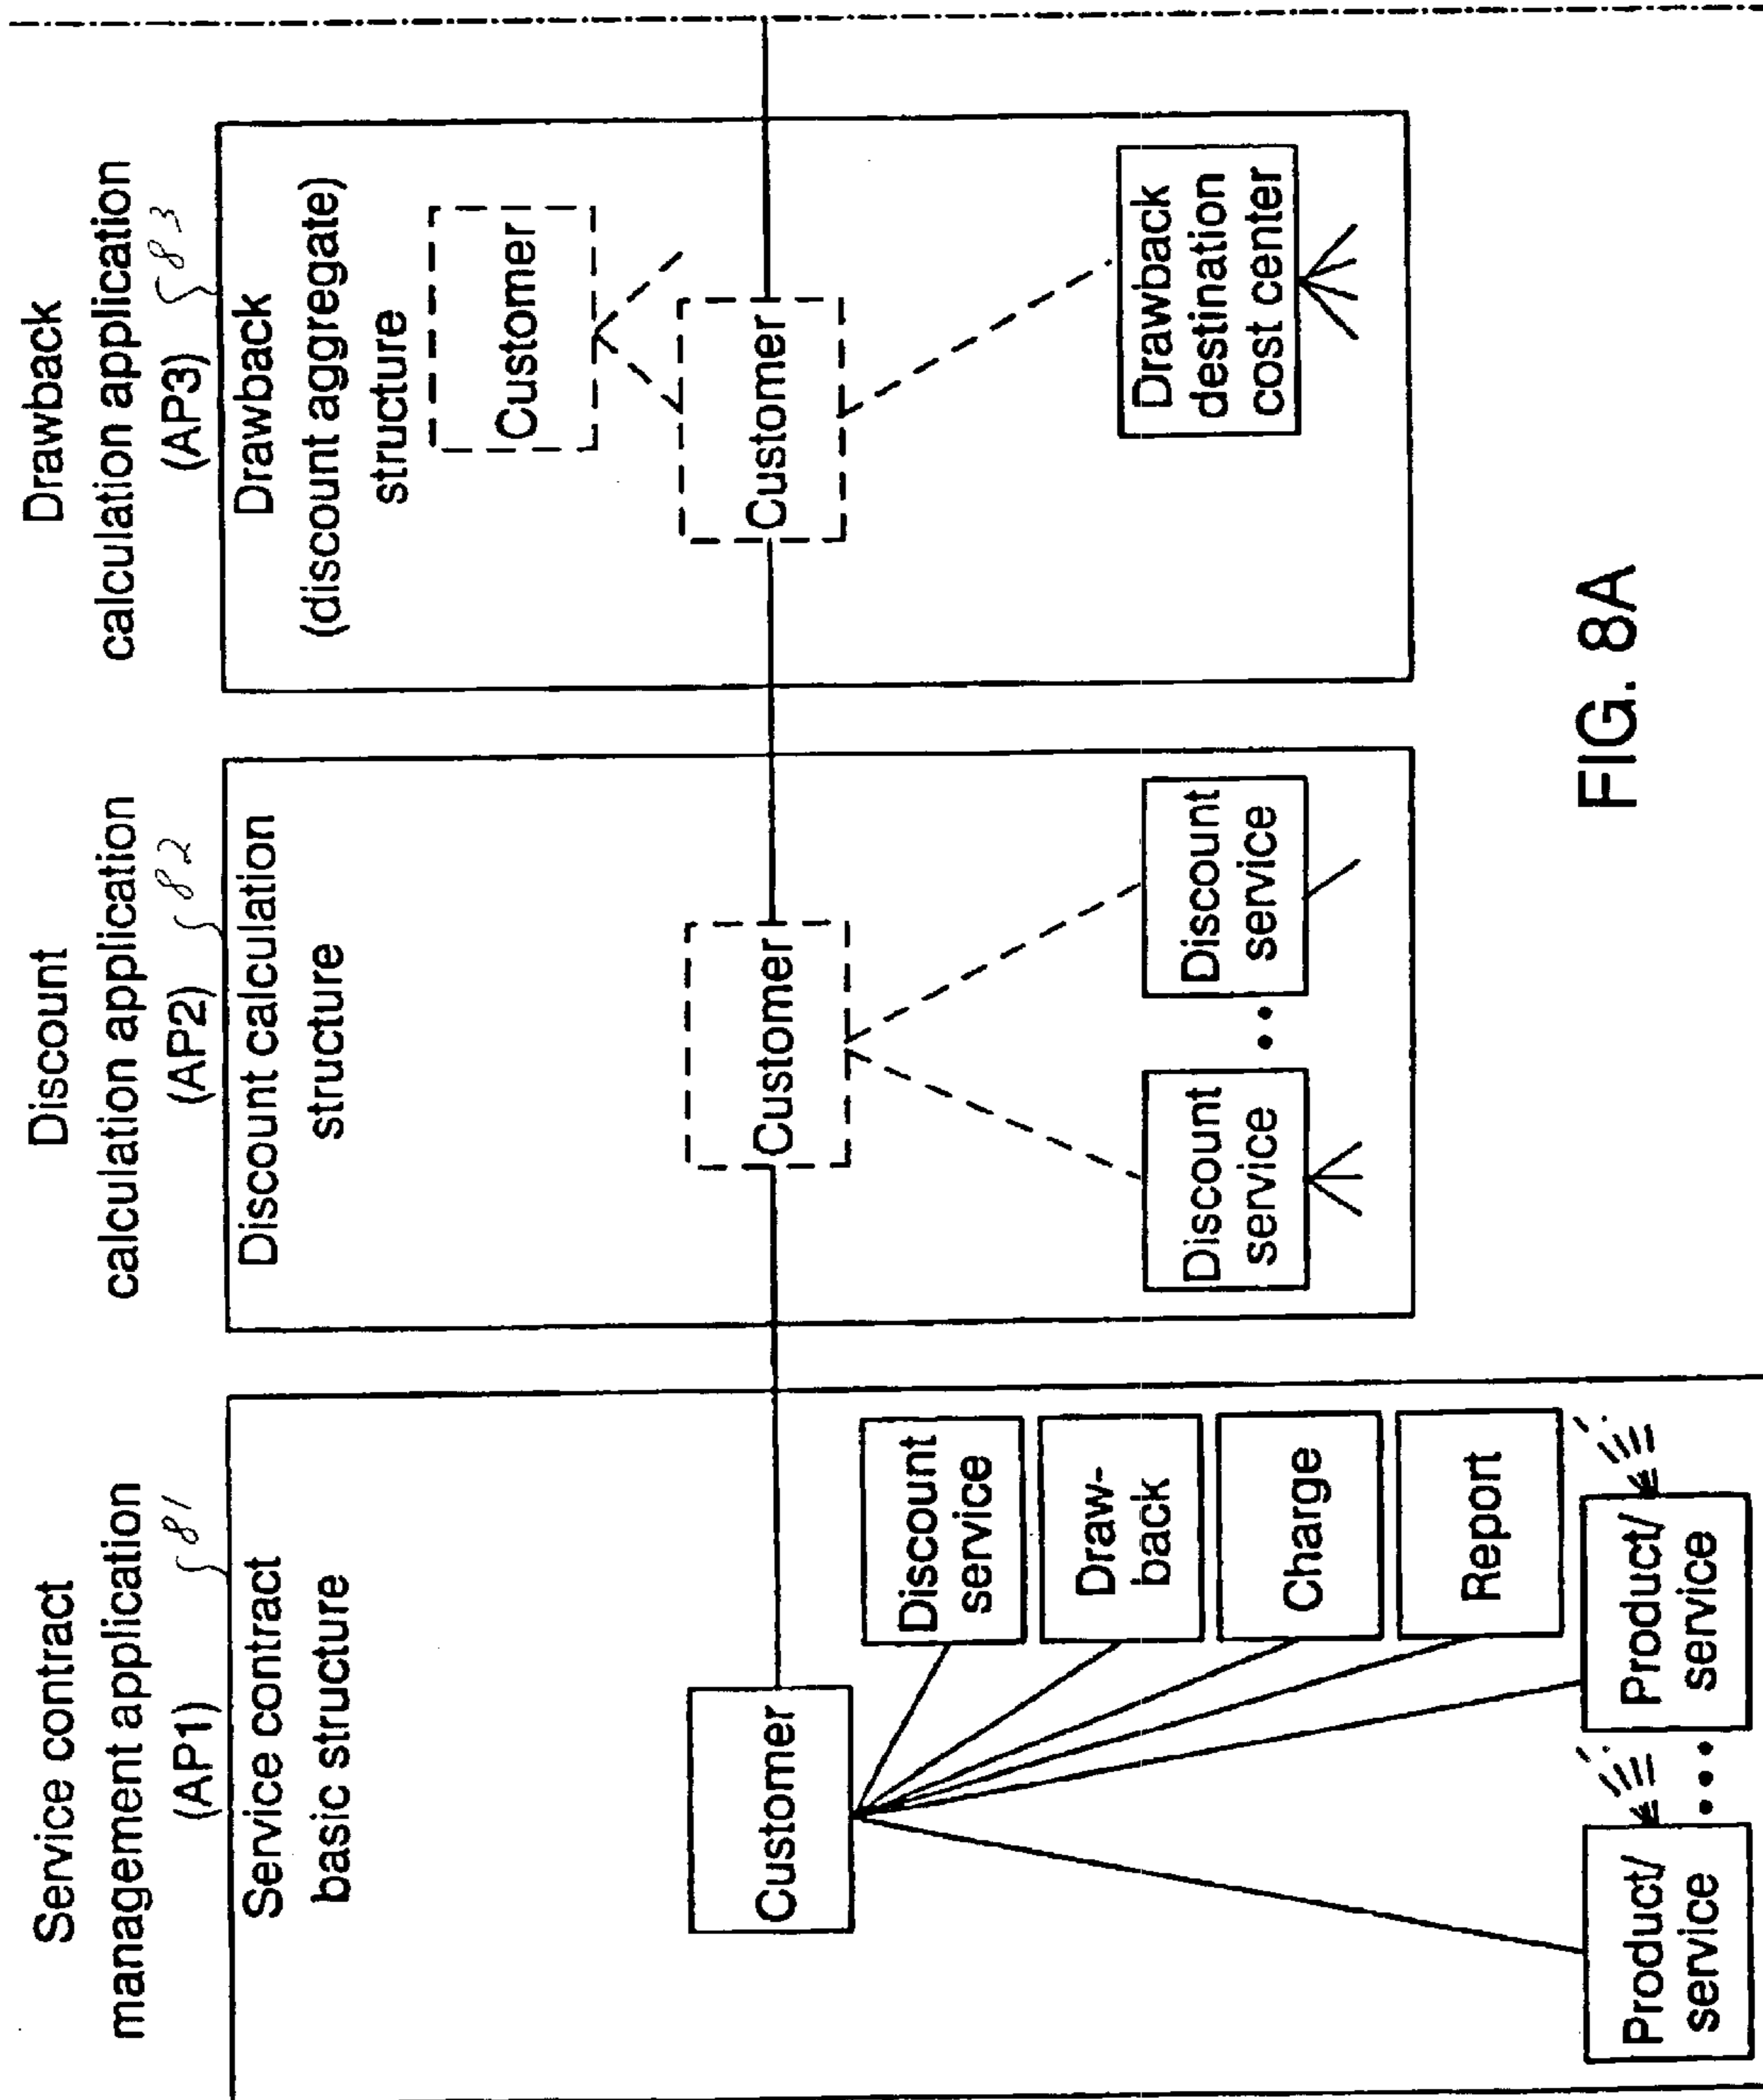 Service contract
management application
(AP1)
81
Service contract
basic structure
Customer
Discount
service
Draw-
back
Charge
Report
Product/
service
Product/
service
Discount
calculation application
(AP2)
82
Discount calculation
structure
Customer
Discount
service
Discount
service
Drawback
calculation application
(AP3)
83
Drawback
(discount aggregate)
structure
Customer
Customer
Drawback
destination
cost center
FIG. 8A